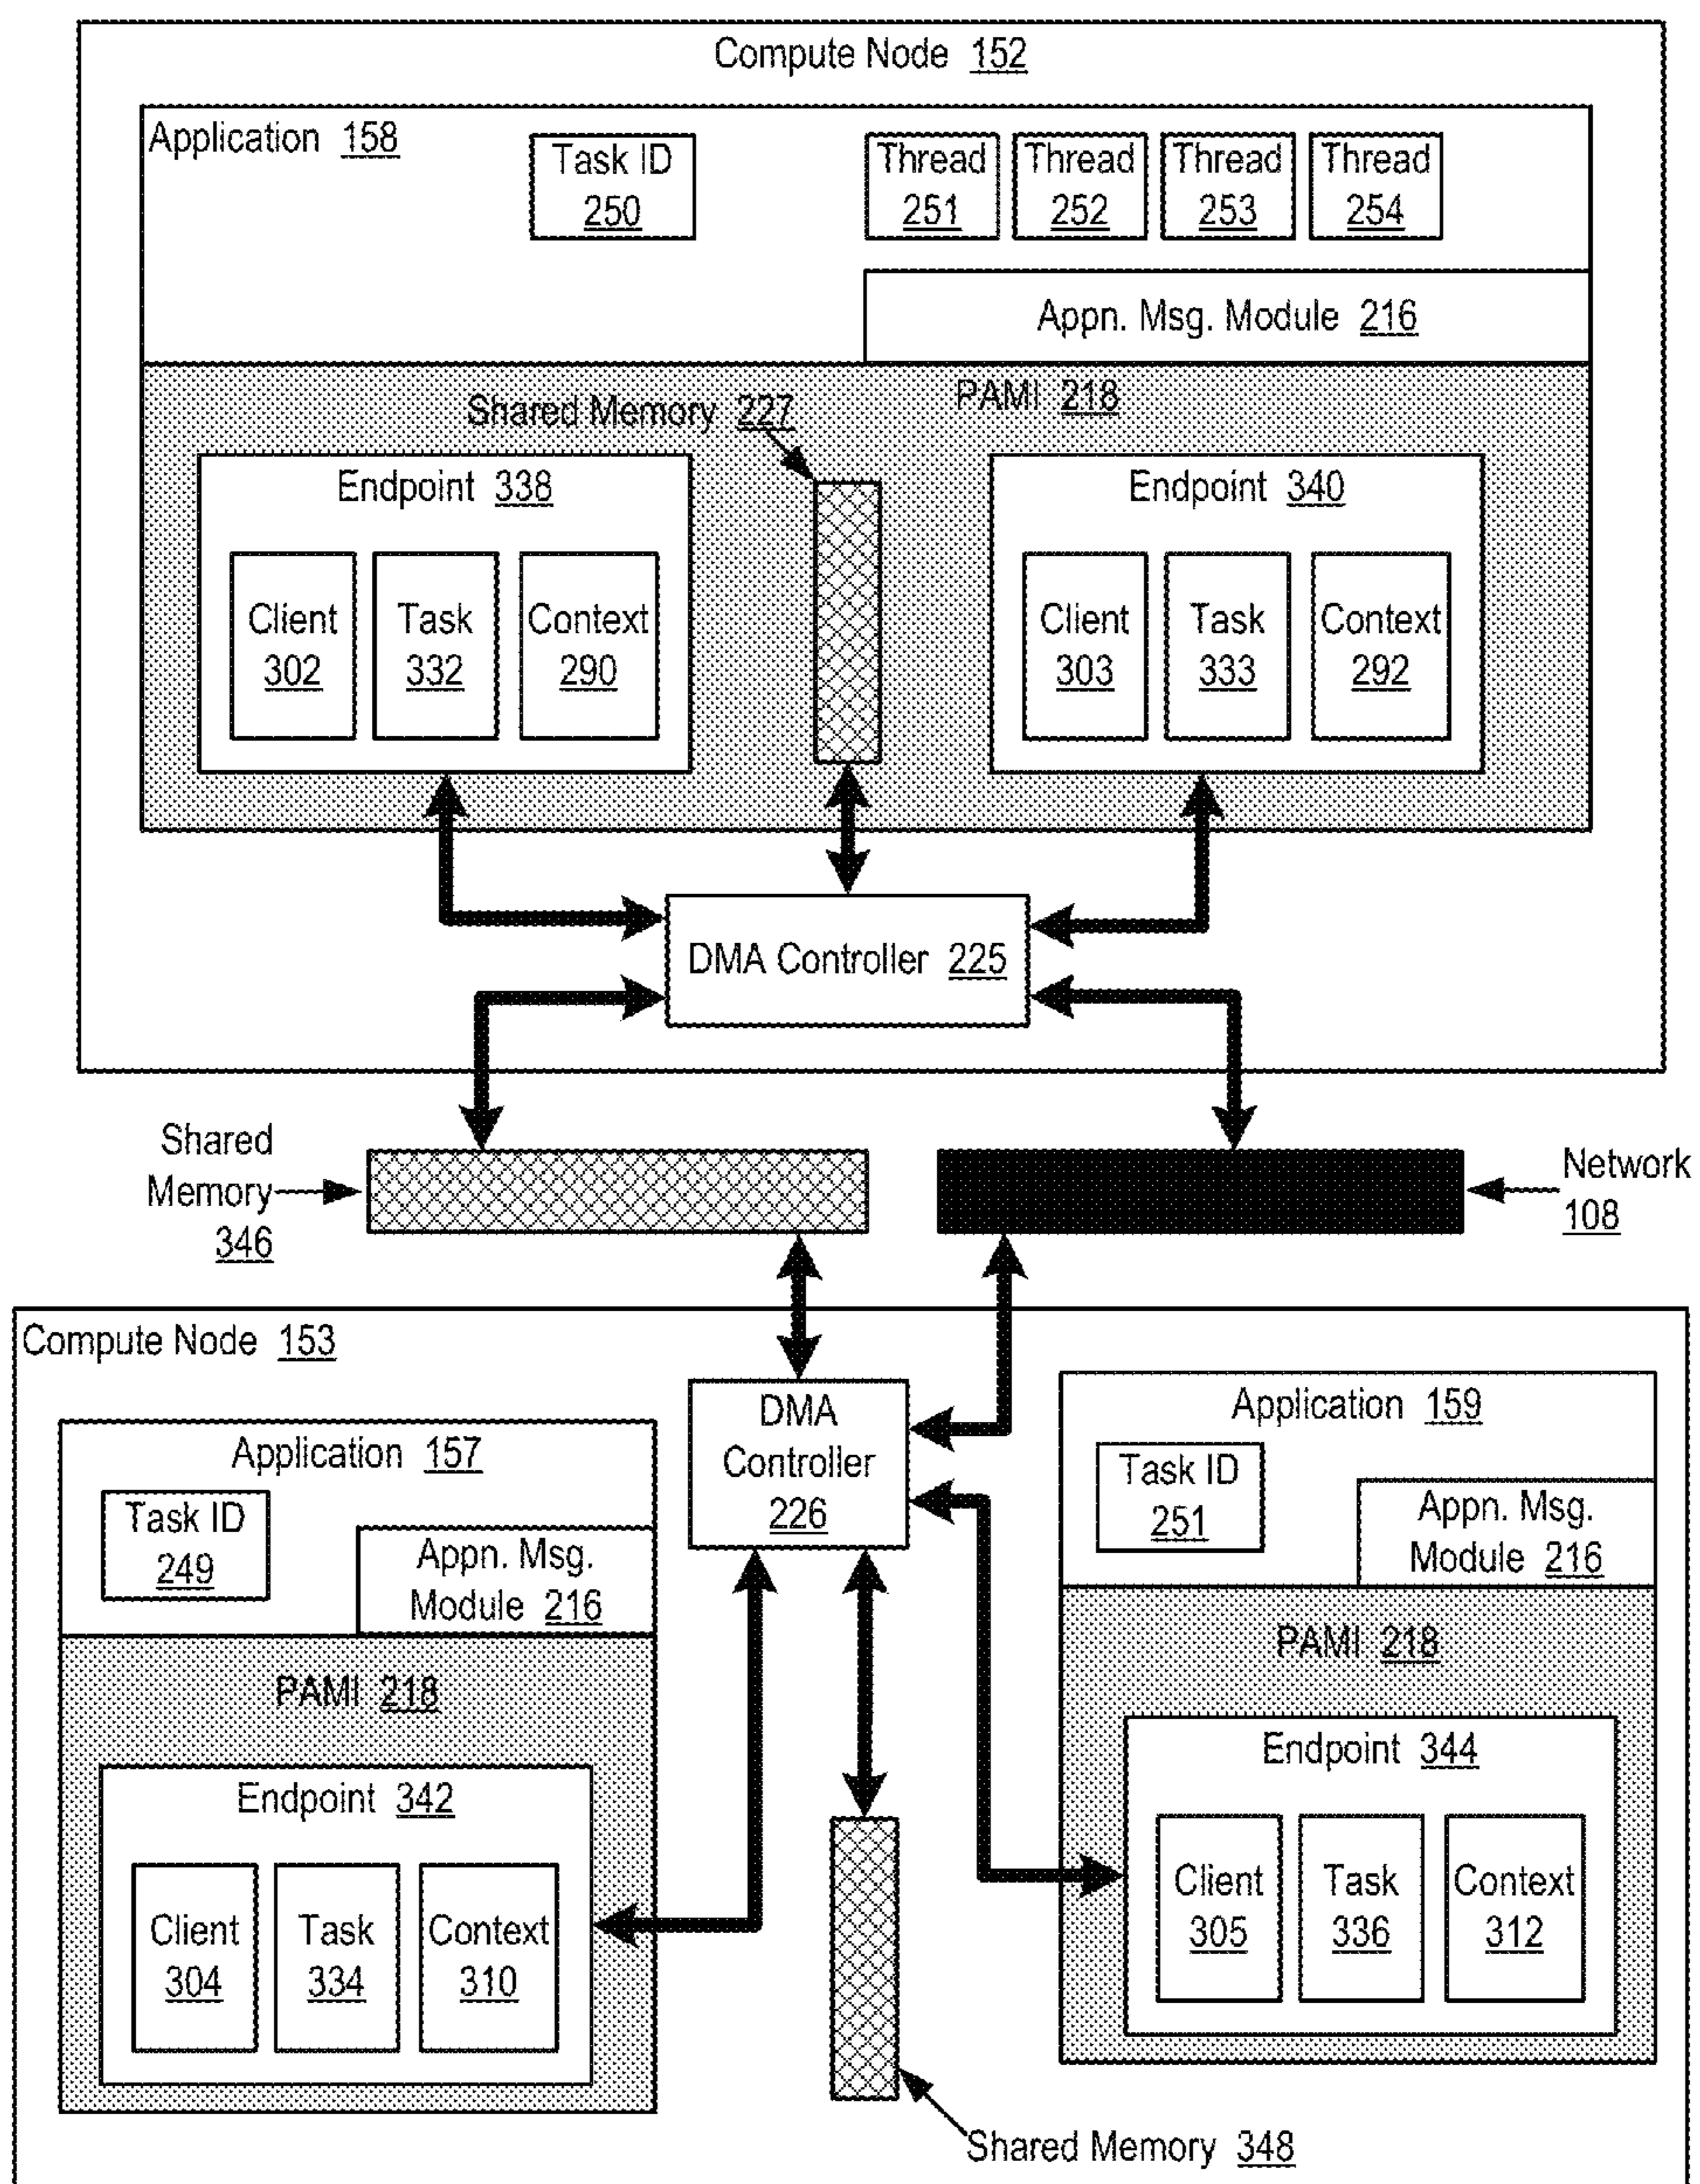 Compute Node 152
Application 158
Task ID
250
Thread
251
Thread
252
Thread
253
Thread
254
Appn. Msg. Module 216
PAMI 218
Shared Memory 227
Endpoint 338
Client
302
Task
332
Context
290
Endpoint 340
Client
303
Task
333
Context
292
DMA Controller 225
Shared
Memory
346
Network
108
Compute Node 153
DMA
Controller
226
Application 157
Task ID
249
Appn. Msg.
Module 216
PAMI 218
Endpoint 342
Client
304
Task
334
Context
310
Application 159
Task ID
251
Appn. Msg.
Module 216
PAMI 218
Endpoint 344
Client
305
Task
336
Context
312
Shared Memory 348